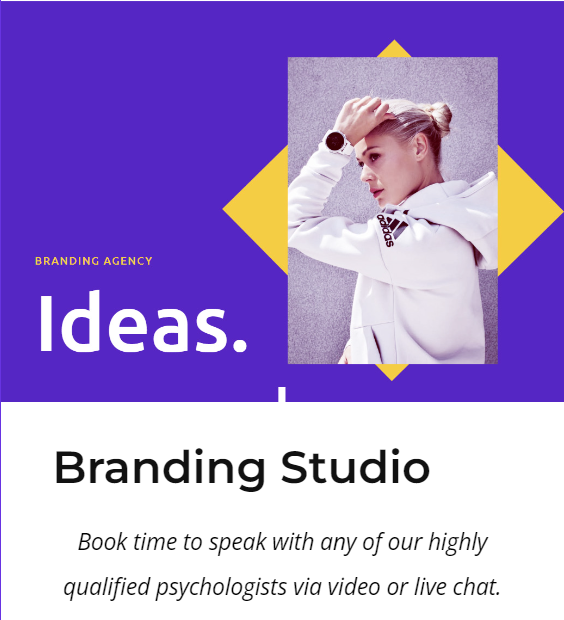 BRANDING AGENCY
Ideas.
adidas
Branding Studio
Book time to speak with any of our highly
qualified psychologists via video or live chat.